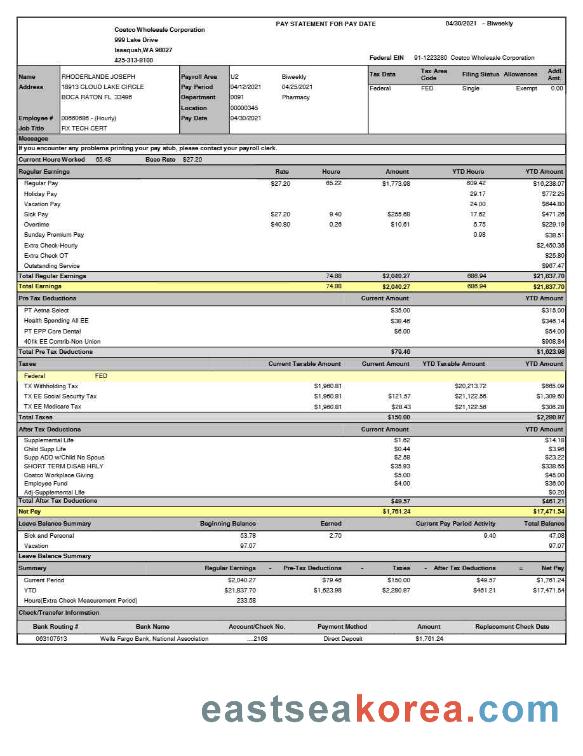 PAY STATEMENT FOR PAY DATE 04/30/2021 - Biweekly
Costco Wholesale Corporation
999 Lake Drive
Issaquah,WA 98027
425-313-8100
Federal EIN 91-1223280 Costco Wholesale Corporation
Name RHODERLANDE JOSEPH Payroll Area U2 Biweekly Tax Data Tax Area Code Filing Status Allowances Addl. Amt.
Address 18913 CLOUD LAKE CIRCLE Pay Period 04/12/2021 04/25/2021 Federal FED Single Exempt 0.00
BOCA RATON FL 33496 Department 0091 Pharmacy
Location 00000345
Employee # 00660686 - (Hourly) Pay Date 04/30/2021
Job Title RX TECH CERT
Messages
If you encounter any problems printing your pay stub, please contact your payroll clerk.
Current Hours Worked 65.48 Base Rate $27.20
Regular Earnings Rate Hours Amount YTD Hours YTD Amount
Regular Pay $27.20 65.22 $1,773.98 609.42 $16,238.07
Holiday Pay 29.17 $772.25
Vacation Pay 24.00 $644.80
Sick Pay $27.20 9.40 $255.68 17.62 $471.26
Overtime $40.80 0.26 $10.61 5.75 $229.19
Sunday Premium Pay 0.98 $38.51
Extra Check-Hourly $2,450.35
Extra Check OT $25.80
Outstanding Service $967.47
Total Regular Earnings 74.88 $2,040.27 686.94 $21,837.70
Total Earnings 74.88 $2,040.27 686.94 $21,837.70
Pre Tax Deductions Current Amount YTD Amount
PT Aetna Select $35.00 $315.00
Health Spending All EE $38.46 $346.14
PT EPP Core Dental $6.00 $54.00
401k EE Contrib-Non Union $908.84
Total Pre Tax Deductions $79.46 $1,623.98
Taxes Current Taxable Amount Current Amount YTD Taxable Amount YTD Amount
Federal FED
TX Withholding Tax $1,960.81 $20,213.72 $665.09
TX EE Social Security Tax $1,960.81 $121.57 $21,122.56 $1,309.60
TX EE Medicare Tax $1,960.81 $28.43 $21,122.56 $306.28
Total Taxes $150.00 $2,280.97
After Tax Deductions Current Amount YTD Amount
Supplemental Life $1.62 $14.18
Child Supp Life $0.44 $3.96
Supp ADD w/Child No Spous $2.58 $23.22
SHORT TERM DISAB HRLY $35.93 $338.65
Costco Workplace Giving $5.00 $45.00
Employee Fund $4.00 $36.00
Adj-Supplemental Life $0.20
Total After Tax Deductions $49.57 $461.21
Net Pay $1,761.24 $17,471.54
Leave Balance Summary Beginning Balance Earned Current Pay Period Activity Total Balance
Sick and Personal 53.78 2.70 9.40 47.08
Vacation 97.07 97.07
Leave Balance Summary
Summary Regular Earnings - Pre-Tax Deductions - Taxes - After Tax Deductions = Net Pay
Current Period $2,040.27 $79.46 $150.00 $49.57 $1,761.24
YTD $21,837.70 $1,623.98 $2,280.97 $461.21 $17,471.54
Hours(Extra Check Measurement Period) 233.58
Check/Transfer Information
Bank Routing # Bank Name Account/Check No. Payment Method Amount Replacement Check Date
063107513 Wells Fargo Bank, National Association ....2168 Direct Deposit $1,761.24
eastseakorea.com